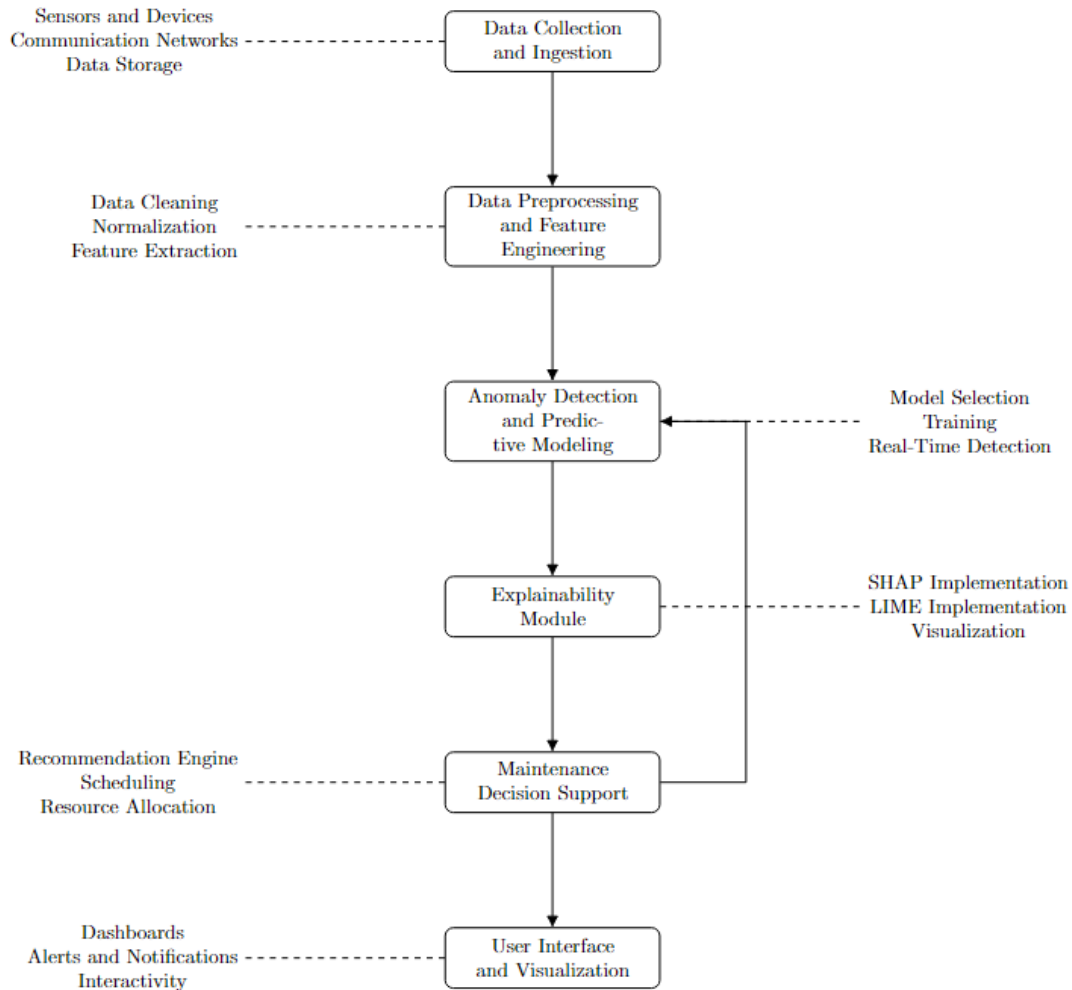 Sensors and Devices
Communication Networks
Data Storage
Data Collection
and Ingestion
Data Cleaning
Normalization
Feature Extraction
Data Preprocessing
and Feature
Engineering
Anomaly Detection
and Predic-
tive Modeling
Model Selection
Training
Real-Time Detection
Explainability
Module
SHAP Implementation
LIME Implementation
Visualization
Recommendation Engine
Scheduling
Resource Allocation
Maintenance
Decision Support
Dashboards
Alerts and Notifications
Interactivity
User Interface
and Visualization